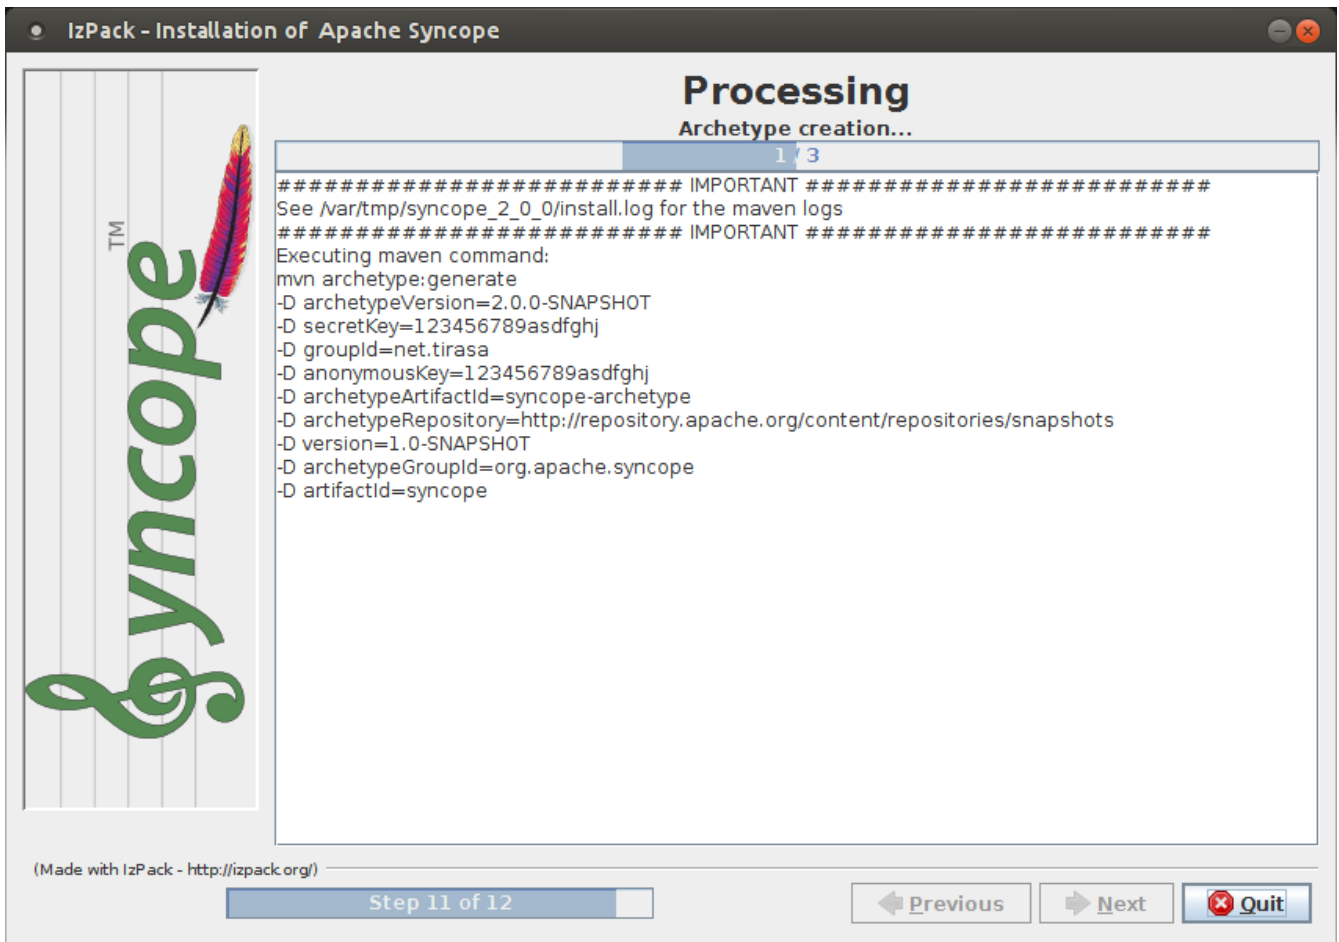 IzPack - Installation of  Apache Syncope
Processing
Archetype creation...
1 / 3
########################## IMPORTANT ##########################
See /var/tmp/syncope_2_0_0/install.log for the maven logs
########################## IMPORTANT ##########################
Executing maven command:
mvn archetype:generate
-D archetypeVersion=2.0.0-SNAPSHOT
-D secretKey=123456789asdfghj
-D groupId=net.tirasa
-D anonymousKey=123456789asdfghj
-D archetypeArtifactId=syncope-archetype
-D archetypeRepository=http://repository.apache.org/content/repositories/snapshots
-D version=1.0-SNAPSHOT
-D archetypeGroupId=org.apache.syncope
-D artifactId=syncope
Syncope™
(Made with IzPack - http://izpack.org/)
Step 11 of 12
Previous
Next
Quit